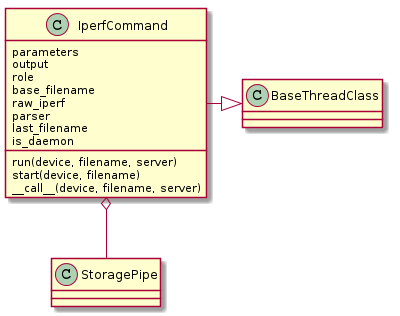 C IperfCommand
parameters
output
role
base_filename
raw_iperf
parser
last_filename
is_daemon
run(device, filename, server)
start(device, filename)
__call__(device, filename, server)
C BaseThreadClass
C StoragePipe